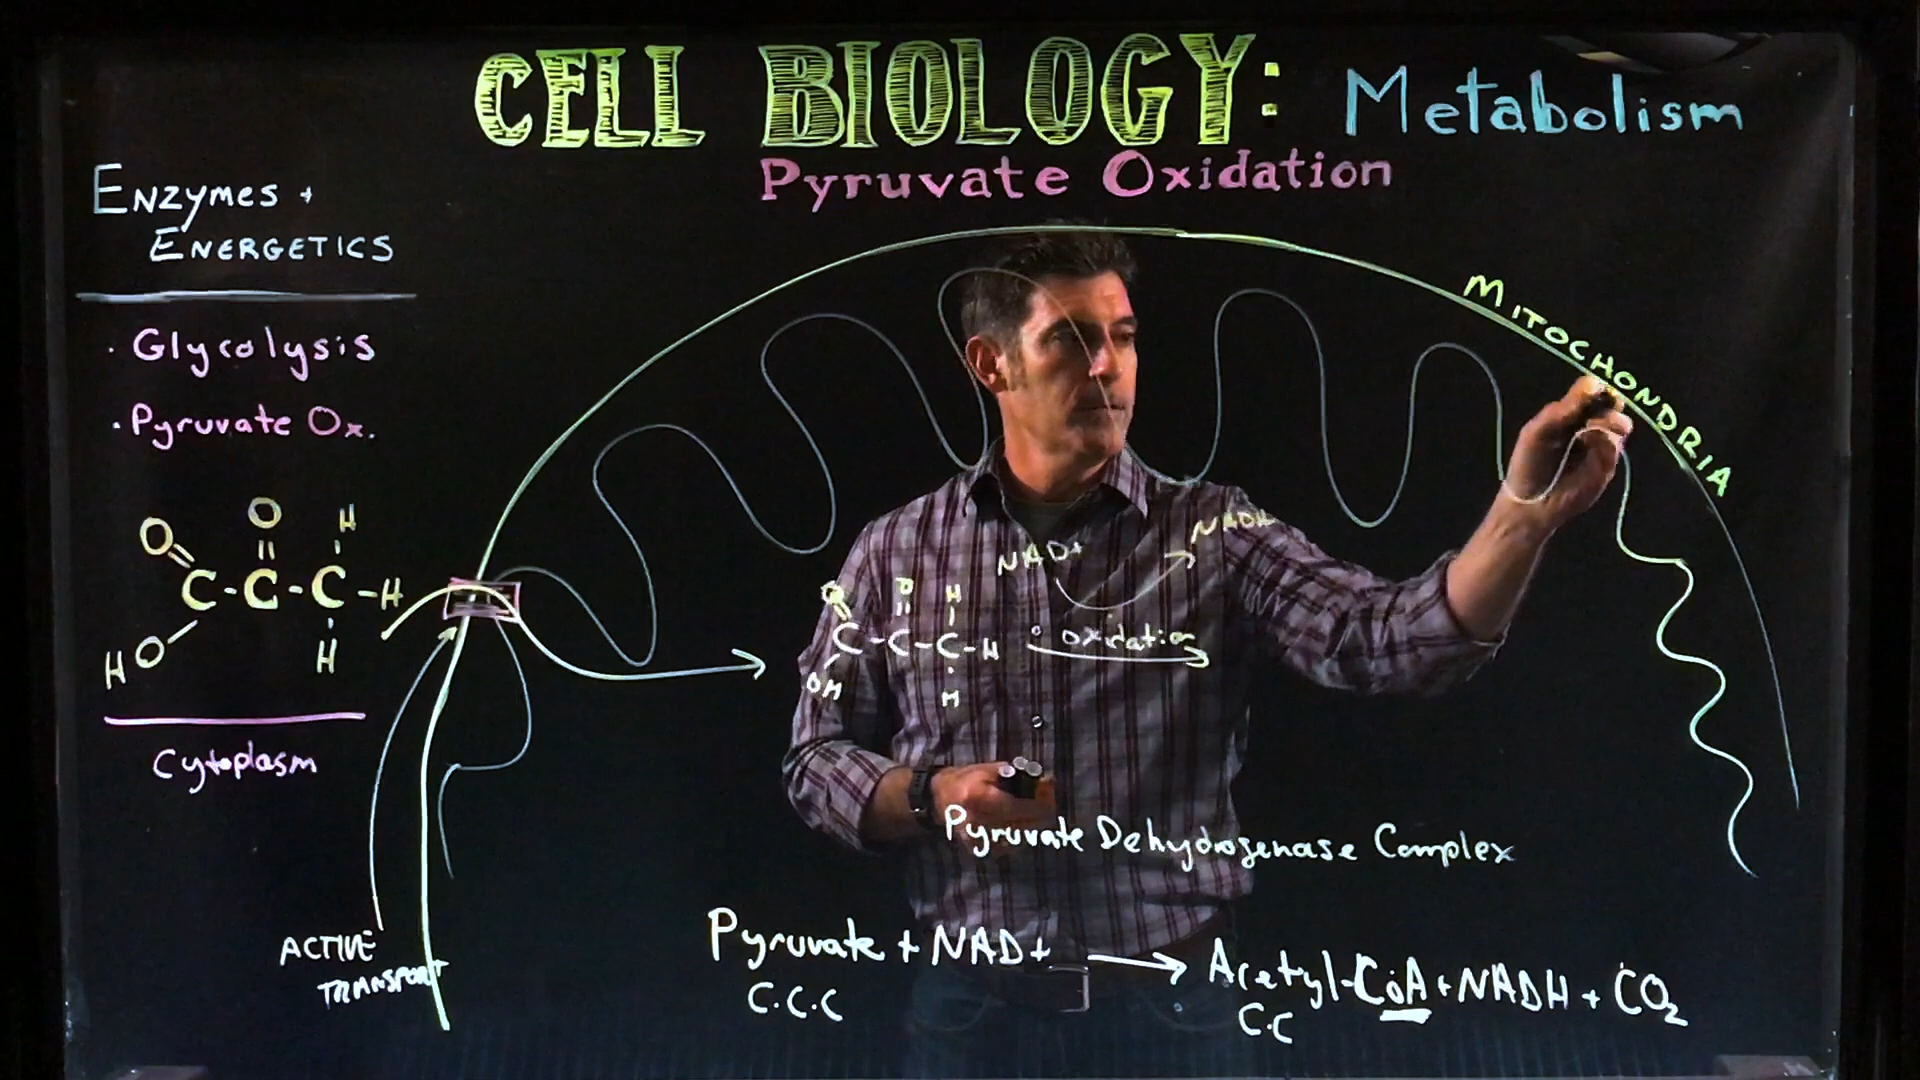 CELL BIOLOGY: Metabolism
Pyruvate Oxidation
ENZYMES +
ENERGETICS
· Glycolysis
· Pyruvate Ox.
O
O H
C-C-C-H
HO H
Cytoplasm
ACTIVE
TRANSPORT
MITOCHONDRIA
NAD+ NADH
O O H
C-C-C-H
OH H
oxidation
Pyruvate Dehydrogenase Complex
Pyruvate + NAD+ → Acetyl-CoA + NADH + CO2
C·C·C C·C